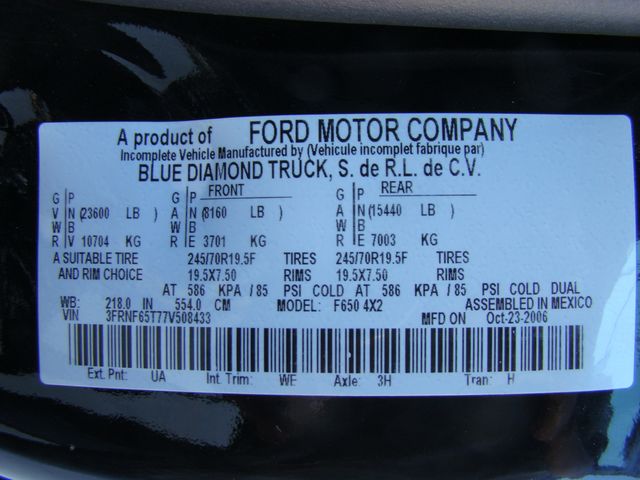 A product of FORD MOTOR COMPANY
Incomplete Vehicle Manufactured by (Vehicule incomplet fabrique par)
BLUE DIAMOND TRUCK, S. de R.L. de C.V.
G P FRONT G P REAR
V N (23600 LB ) A N (8160 LB ) A N (15440 LB )
W B W B W B
R V 10704 KG R E 3701 KG R E 7003 KG
A SUITABLE TIRE 245/70R19.5F TIRES 245/70R19.5F TIRES
AND RIM CHOICE 19.5X7.50 RIMS 19.5X7.50 RIMS
AT 586 KPA / 85 PSI COLD AT 586 KPA / 85 PSI COLD DUAL
WB: 218.0 IN 554.0 CM MODEL: F650 4X2 ASSEMBLED IN MEXICO
VIN 3FRNF65T77V508433 MFD ON Oct-23-2006
Ext. Pnt: UA Int. Trim: WE Axle: 3H Tran: H